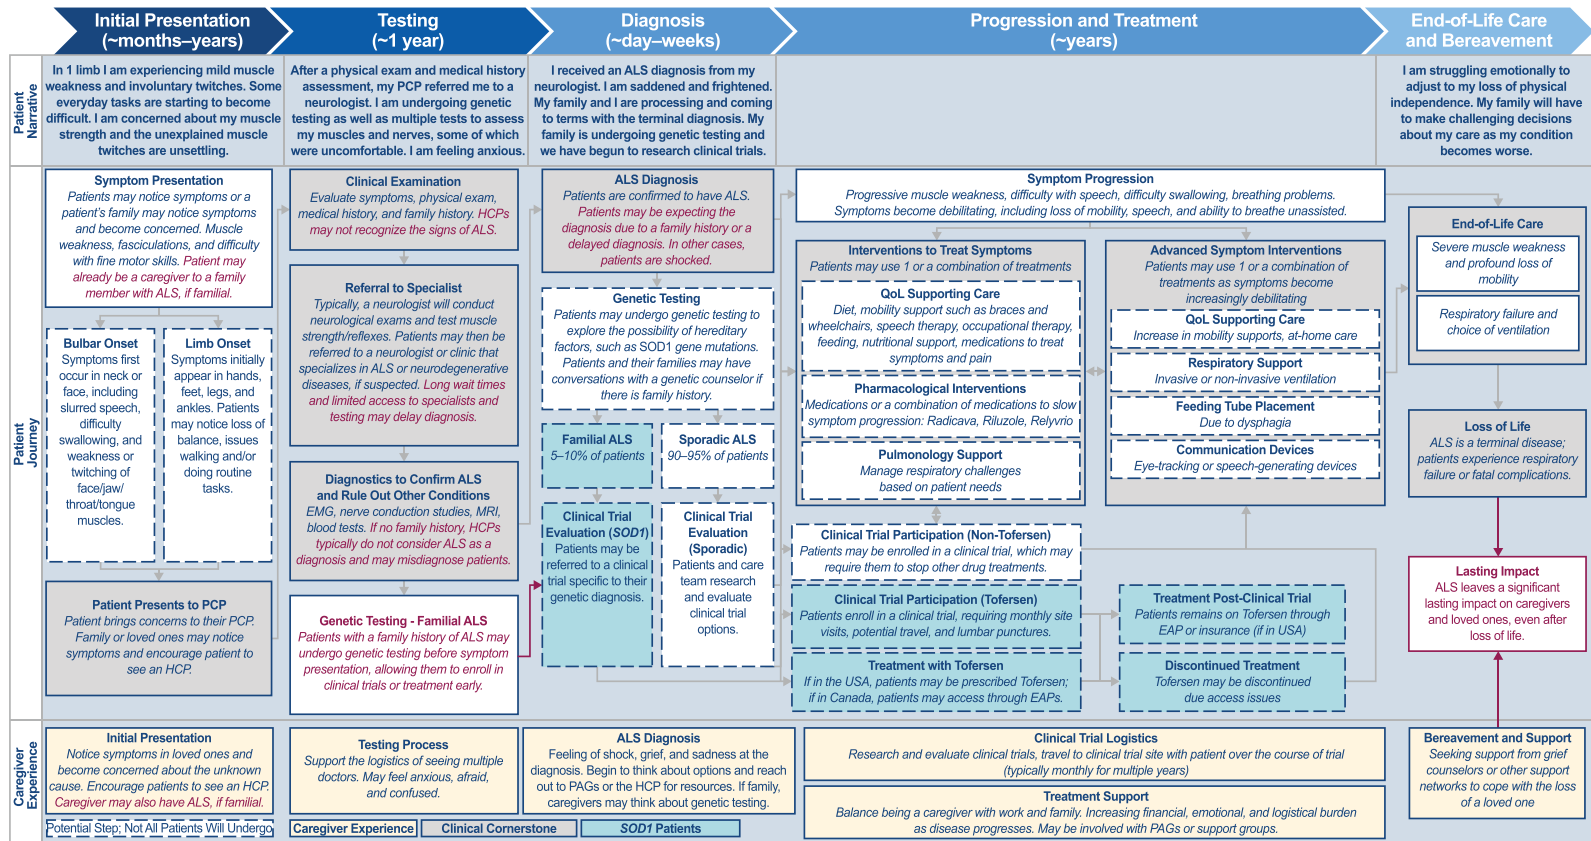 Initial Presentation
(~months–years)
Testing
(~1 year)
Diagnosis
(~day–weeks)
Progression and Treatment
(~years)
End-of-Life Care
and Bereavement
Patient
Narrative
In 1 limb I am experiencing mild muscle
weakness and involuntary twitches. Some
everyday tasks are starting to become
difficult. I am concerned about my muscle
strength and the unexplained muscle
twitches are unsettling.
After a physical exam and medical history
assessment, my PCP referred me to a
neurologist. I am undergoing genetic
testing as well as multiple tests to assess
my muscles and nerves, some of which
were uncomfortable. I am feeling anxious.
I received an ALS diagnosis from my
neurologist. I am saddened and frightened.
My family and I are processing and coming
to terms with the terminal diagnosis. My
family is undergoing genetic testing and
we have begun to research clinical trials.
I am struggling emotionally to
adjust to my loss of physical
independence. My family will have
to make challenging decisions
about my care as my condition
becomes worse.
Patient
Journey
Symptom Presentation
Patients may notice symptoms or a
patient's family may notice symptoms
and become concerned. Muscle
weakness, fasciculations, and difficulty
with fine motor skills. Patient may
already be a caregiver to a family
member with ALS, if familial.
Bulbar Onset
Symptoms first
occur in neck or
face, including
slurred speech,
difficulty
swallowing, and
weakness or
twitching of
face/jaw/
throat/tongue
muscles.
Limb Onset
Symptoms initially
appear in hands,
feet, legs, and
ankles. Patients
may notice loss of
balance, issues
walking and/or
doing routine
tasks.
Patient Presents to PCP
Patient brings concerns to their PCP.
Family or loved ones may notice
symptoms and encourage patient to
see an HCP.
Clinical Examination
Evaluate symptoms, physical exam,
medical history, and family history. HCPs
may not recognize the signs of ALS.
Referral to Specialist
Typically, a neurologist will conduct
neurological exams and test muscle
strength/reflexes. Patients may then be
referred to a neurologist or clinic that
specializes in ALS or neurodegenerative
diseases, if suspected. Long wait times
and limited access to specialists and
testing may delay diagnosis.
Diagnostics to Confirm ALS
and Rule Out Other Conditions
EMG, nerve conduction studies, MRI,
blood tests. If no family history, HCPs
typically do not consider ALS as a
diagnosis and may misdiagnose patients.
Genetic Testing - Familial ALS
Patients with a family history of ALS may
undergo genetic testing before symptom
presentation, allowing them to enroll in
clinical trials or treatment early.
ALS Diagnosis
Patients are confirmed to have ALS.
Patients may be expecting the
diagnosis due to a family history or a
delayed diagnosis. In other cases,
patients are shocked.
Genetic Testing
Patients may undergo genetic testing to
explore the possibility of hereditary
factors, such as SOD1 gene mutations.
Patients and their families may have
conversations with a genetic counselor if
there is family history.
Familial ALS
5–10% of patients
Sporadic ALS
90–95% of patients
Clinical Trial
Evaluation (SOD1)
Patients may be
referred to a clinical
trial specific to their
genetic diagnosis.
Clinical Trial
Evaluation
(Sporadic)
Patients and care
team research
and evaluate
clinical trial
options.
Symptom Progression
Progressive muscle weakness, difficulty with speech, difficulty swallowing, breathing problems.
Symptoms become debilitating, including loss of mobility, speech, and ability to breathe unassisted.
Interventions to Treat Symptoms
Patients may use 1 or a combination of treatments
QoL Supporting Care
Diet, mobility support such as braces and
wheelchairs, speech therapy, occupational therapy,
feeding, nutritional support, medications to treat
symptoms and pain
Pharmacological Interventions
Medications or a combination of medications to slow
symptom progression: Radicava, Riluzole, Relyvrio
Pulmonology Support
Manage respiratory challenges
based on patient needs
Advanced Symptom Interventions
Patients may use 1 or a combination of
treatments as symptoms become
increasingly debilitating
QoL Supporting Care
Increase in mobility supports, at-home care
Respiratory Support
Invasive or non-invasive ventilation
Feeding Tube Placement
Due to dysphagia
Communication Devices
Eye-tracking or speech-generating devices
Clinical Trial Participation (Non-Tofersen)
Patients may be enrolled in a clinical trial, which may
require them to stop other drug treatments.
Clinical Trial Participation (Tofersen)
Patients enroll in a clinical trial, requiring monthly site
visits, potential travel, and lumbar punctures.
Treatment with Tofersen
If in the USA, patients may be prescribed Tofersen;
if in Canada, patients may access through EAPs.
Treatment Post-Clinical Trial
Patients remains on Tofersen through
EAP or insurance (if in USA)
Discontinued Treatment
Tofersen may be discontinued
due access issues
End-of-Life Care
Severe muscle weakness
and profound loss of
mobility
Respiratory failure and
choice of ventilation
Loss of Life
ALS is a terminal disease;
patients experience respiratory
failure or fatal complications.
Lasting Impact
ALS leaves a significant
lasting impact on caregivers
and loved ones, even after
loss of life.
Caregiver
Experience
Initial Presentation
Notice symptoms in loved ones and
become concerned about the unknown
cause. Encourage patients to see an HCP.
Caregiver may also have ALS, if familial.
Testing Process
Support the logistics of seeing multiple
doctors. May feel anxious, afraid,
and confused.
ALS Diagnosis
Feeling of shock, grief, and sadness at the
diagnosis. Begin to think about options and reach
out to PAGs or the HCP for resources. If family,
caregivers may think about genetic testing.
Clinical Trial Logistics
Research and evaluate clinical trials, travel to clinical trial site with patient over the course of trial
(typically monthly for multiple years)
Treatment Support
Balance being a caregiver with work and family. Increasing financial, emotional, and logistical burden
as disease progresses. May be involved with PAGs or support groups.
Bereavement and Support
Seeking support from grief
counselors or other support
networks to cope with the loss
of a loved one
Potential Step; Not All Patients Will Undergo
Caregiver Experience
Clinical Cornerstone
SOD1 Patients